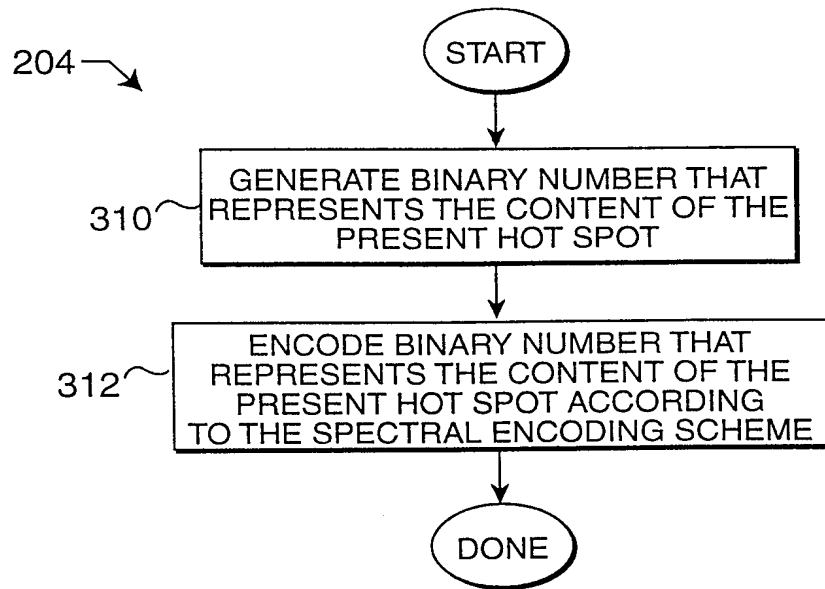 START
204
GENERATE BINARY NUMBER THAT
REPRESENTS THE CONTENT OF THE
PRESENT HOT SPOT
310
ENCODE BINARY NUMBER THAT
REPRESENTS THE CONTENT OF THE
PRESENT HOT SPOT ACCORDING
TO THE SPECTRAL ENCODING SCHEME
312
DONE